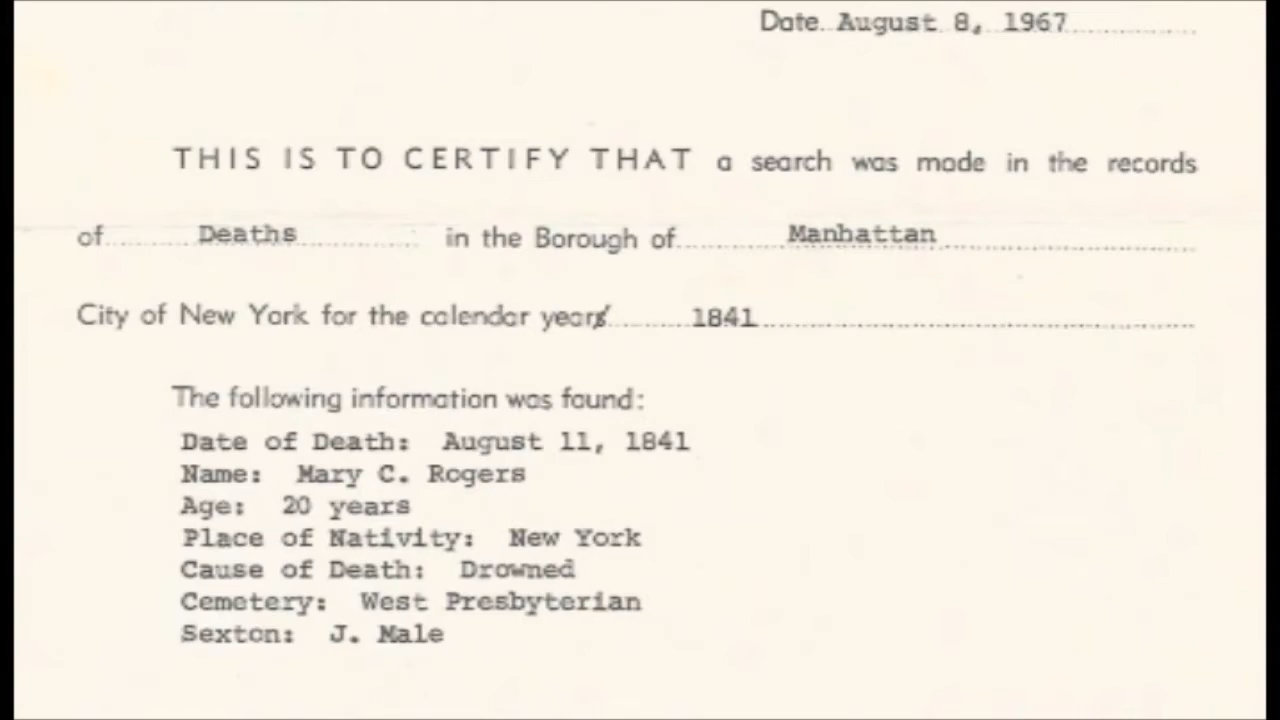 Date August 8, 1967
THIS IS TO CERTIFY THAT a search was made in the records
of Deaths in the Borough of Manhattan
City of New York for the calendar years 1841
The following information was found:
Date of Death: August 11, 1841
Name: Mary C. Rogers
Age: 20 years
Place of Nativity: New York
Cause of Death: Drowned
Cemetery: West Presbyterian
Sexton: J. Male